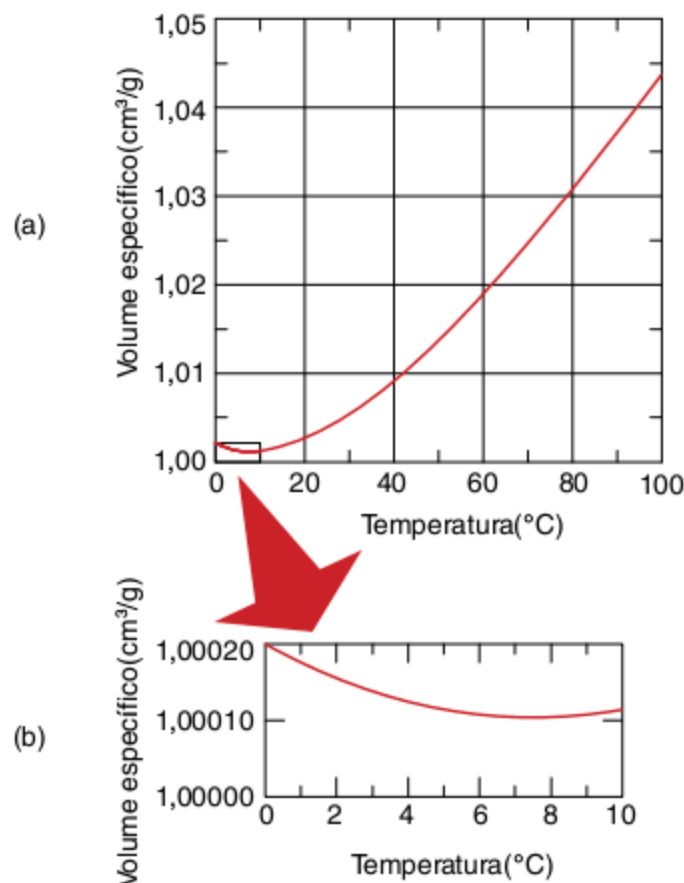 (a)
Volume específico(cm³/g)
1,05
1,04
1,03
1,02
1,01
1,00
0 20 40 60 80 100
Temperatura(°C)
(b)
Volume específico(cm³/g)
1,00020
1,00010
1,00000
0 2 4 6 8 10
Temperatura(°C)